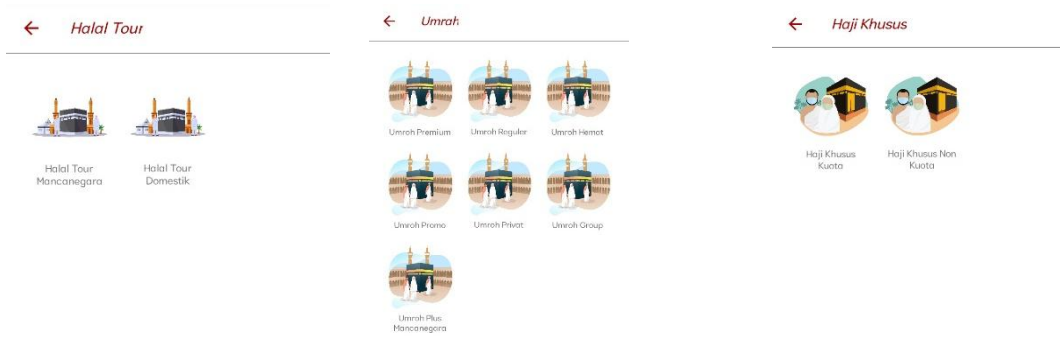 Halal Tour
Halal Tour
Mancanegara
Halal Tour
Domestik
Umrah
Umroh Premium
Umroh Reguler
Umroh Hemat
Umroh Promo
Umroh Privat
Umroh Group
Umroh Plus
Mancanegara
Haji Khusus
Haji Khusus
Kuota
Haji Khusus Non
Kuota